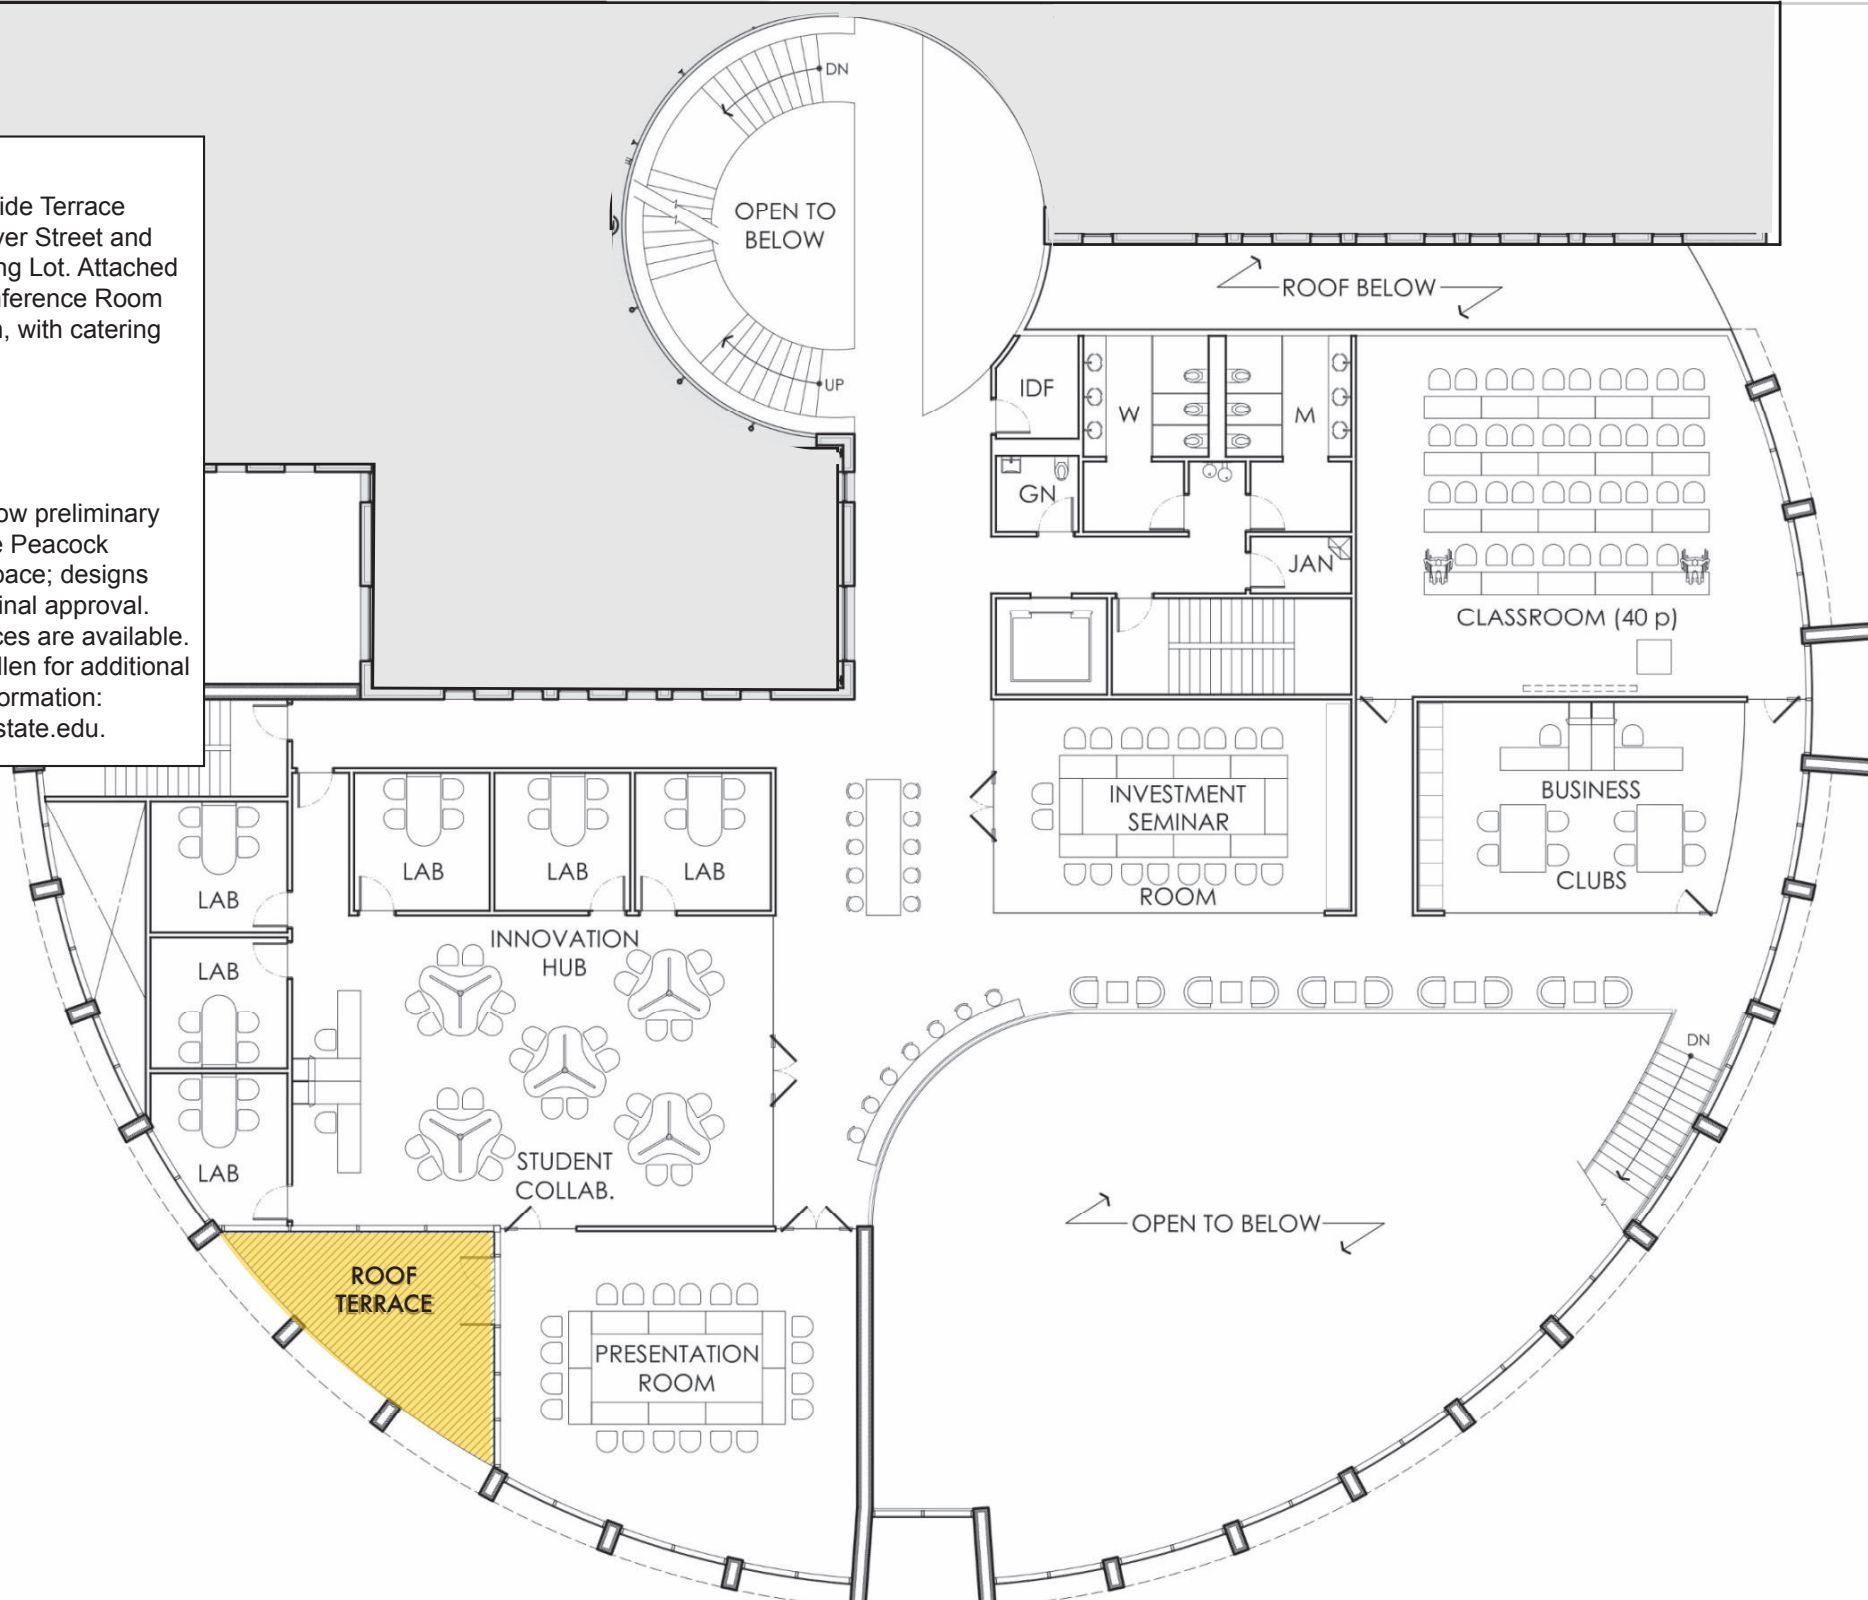 DN
OPEN TO
BELOW
UP
ide Terrace
ver Street and
ng Lot. Attached
nference Room
n, with catering
ow preliminary
e Peacock
pace; designs
inal approval.
ces are available.
llen for additional
formation:
state.edu.
ROOF BELOW
IDF
W
M
GN
JAN
CLASSROOM (40 p)
INVESTMENT
SEMINAR
ROOM
BUSINESS
CLUBS
LAB
LAB
LAB
LAB
LAB
LAB
INNOVATION
HUB
STUDENT
COLLAB.
DN
OPEN TO BELOW
ROOF
TERRACE
PRESENTATION
ROOM